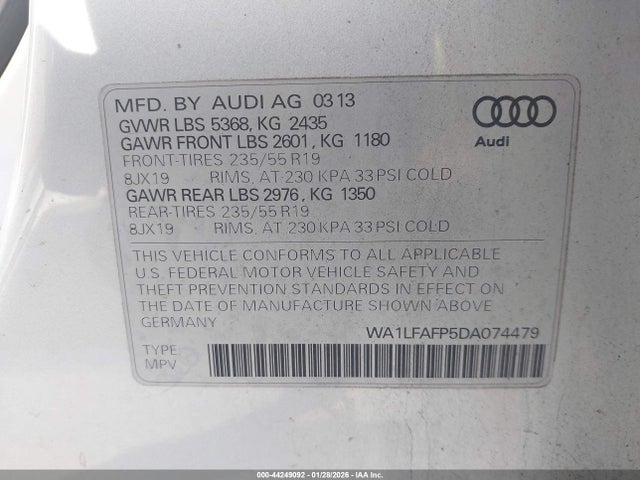 MFD. BY AUDI AG 03 13
GVWR LBS 5368, KG 2435
GAWR FRONT LBS 2601, KG 1180
FRONT-TIRES 235/55 R19
8JX19 RIMS, AT 230 KPA 33 PSI COLD
GAWR REAR LBS 2976, KG 1350
REAR-TIRES 235/55 R19
8JX19 RIMS, AT 230 KPA 33 PSI COLD
Audi
THIS VEHICLE CONFORMS TO ALL APPLICABLE
U.S. FEDERAL MOTOR VEHICLE SAFETY AND
THEFT PREVENTION STANDARDS IN EFFECT ON
THE DATE OF MANUFACTURE SHOWN ABOVE
GERMANY
WA1LFAFP5DA074479
TYPE:
MPV
000-44249092 - 01/28/2026 - IAA Inc.